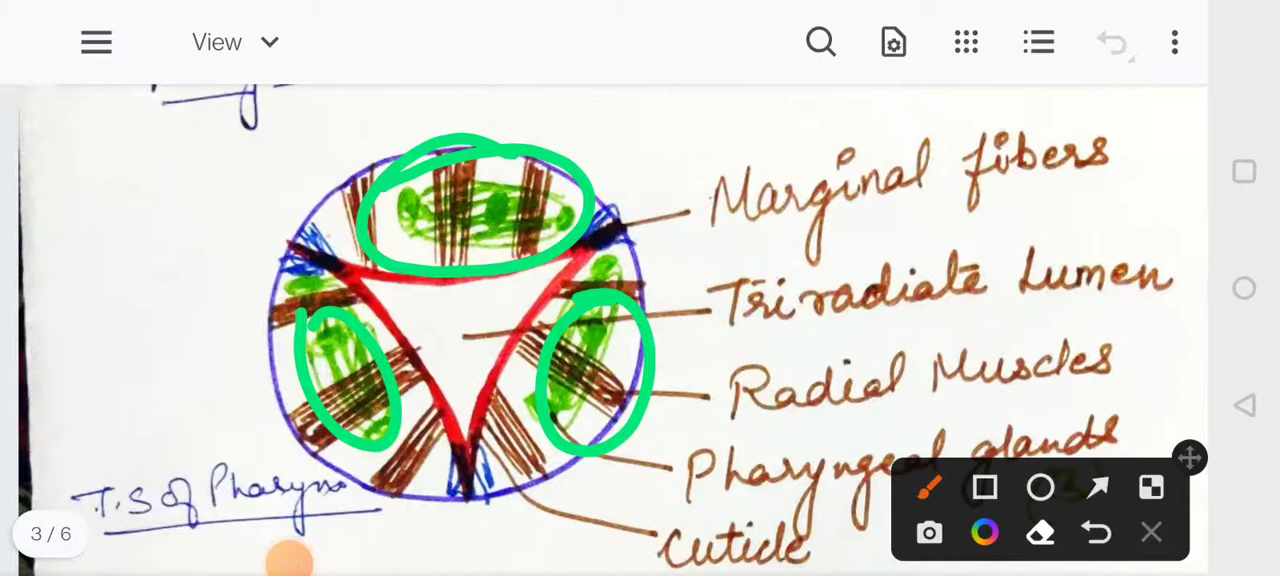 View
Marginal fibers
Triradiate Lumen
Radial Muscles
Pharyngeal glands
T.S of Pharynx
Cuticle
3 / 6